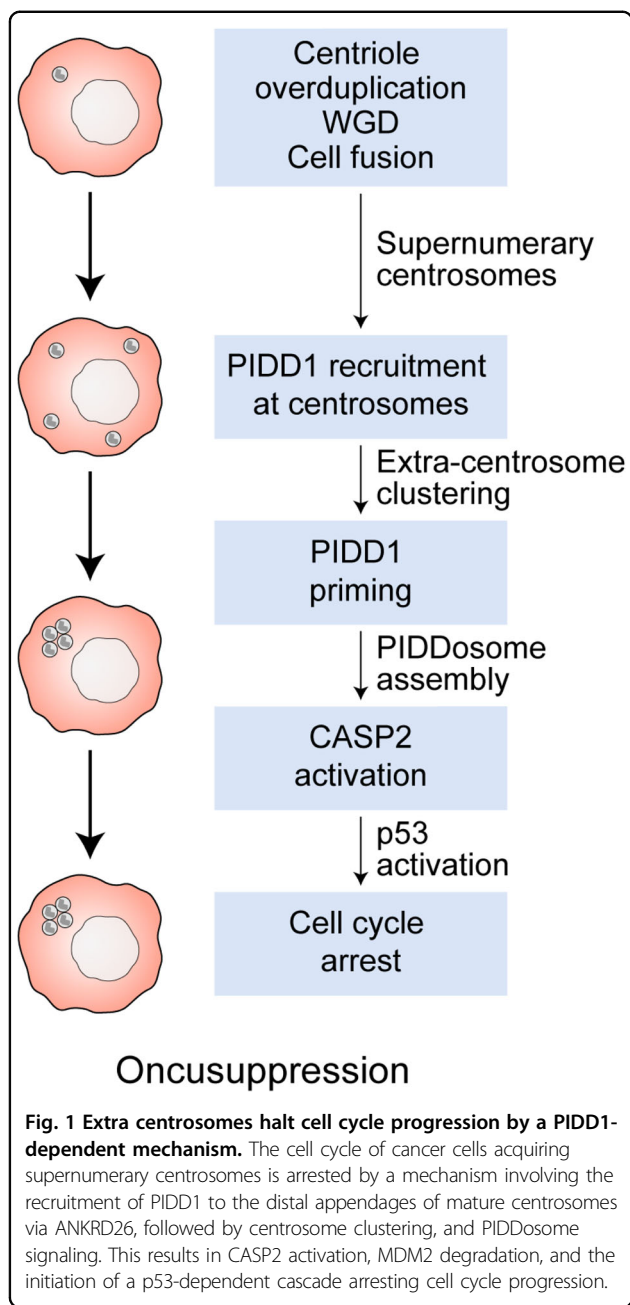 Centriole
overduplication
WGD
Cell fusion
Supernumerary
centrosomes
PIDD1 recruitment
at centrosomes
Extra-centrosome
clustering
PIDD1
priming
PIDDosome
assembly
CASP2
activation
p53
activation
Cell cycle
arrest
Oncusuppression
Fig. 1 Extra centrosomes halt cell cycle progression by a PIDD1-
dependent mechanism. The cell cycle of cancer cells acquiring
supernumerary centrosomes is arrested by a mechanism involving the
recruitment of PIDD1 to the distal appendages of mature centrosomes
via ANKRD26, followed by centrosome clustering, and PIDDosome
signaling. This results in CASP2 activation, MDM2 degradation, and the
initiation of a p53-dependent cascade arresting cell cycle progression.